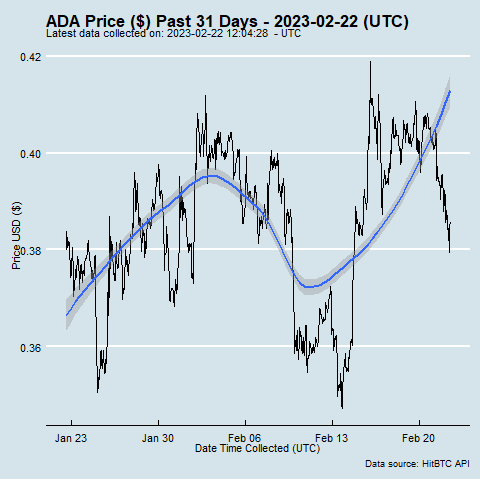 ADA Price ($) Past 31 Days - 2023-02-22 (UTC)
Latest data collected on: 2023-02-22 12:04:28 - UTC
0.42
0.40
0.38
0.36
Price USD ($)
Jan 23 Jan 30 Feb 06 Feb 13 Feb 20
Date Time Collected (UTC)
Data source: HitBTC API